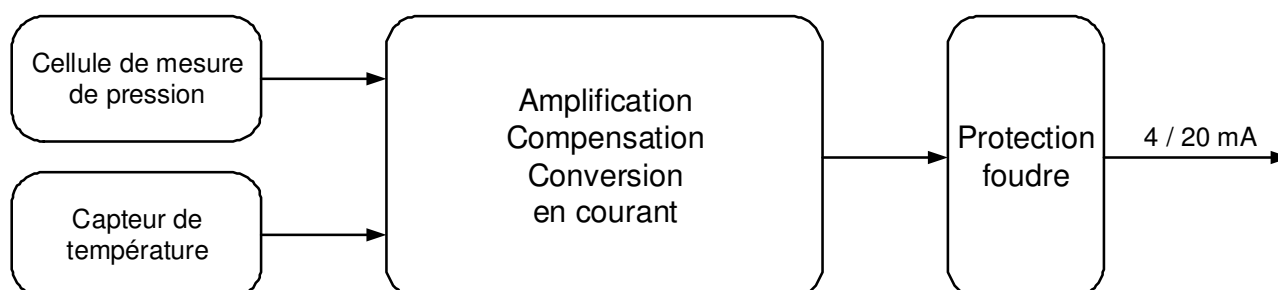 Cellule de mesure
de pression
Capteur de
température
Amplification
Compensation
Conversion
en courant
Protection
foudre
4 / 20 mA